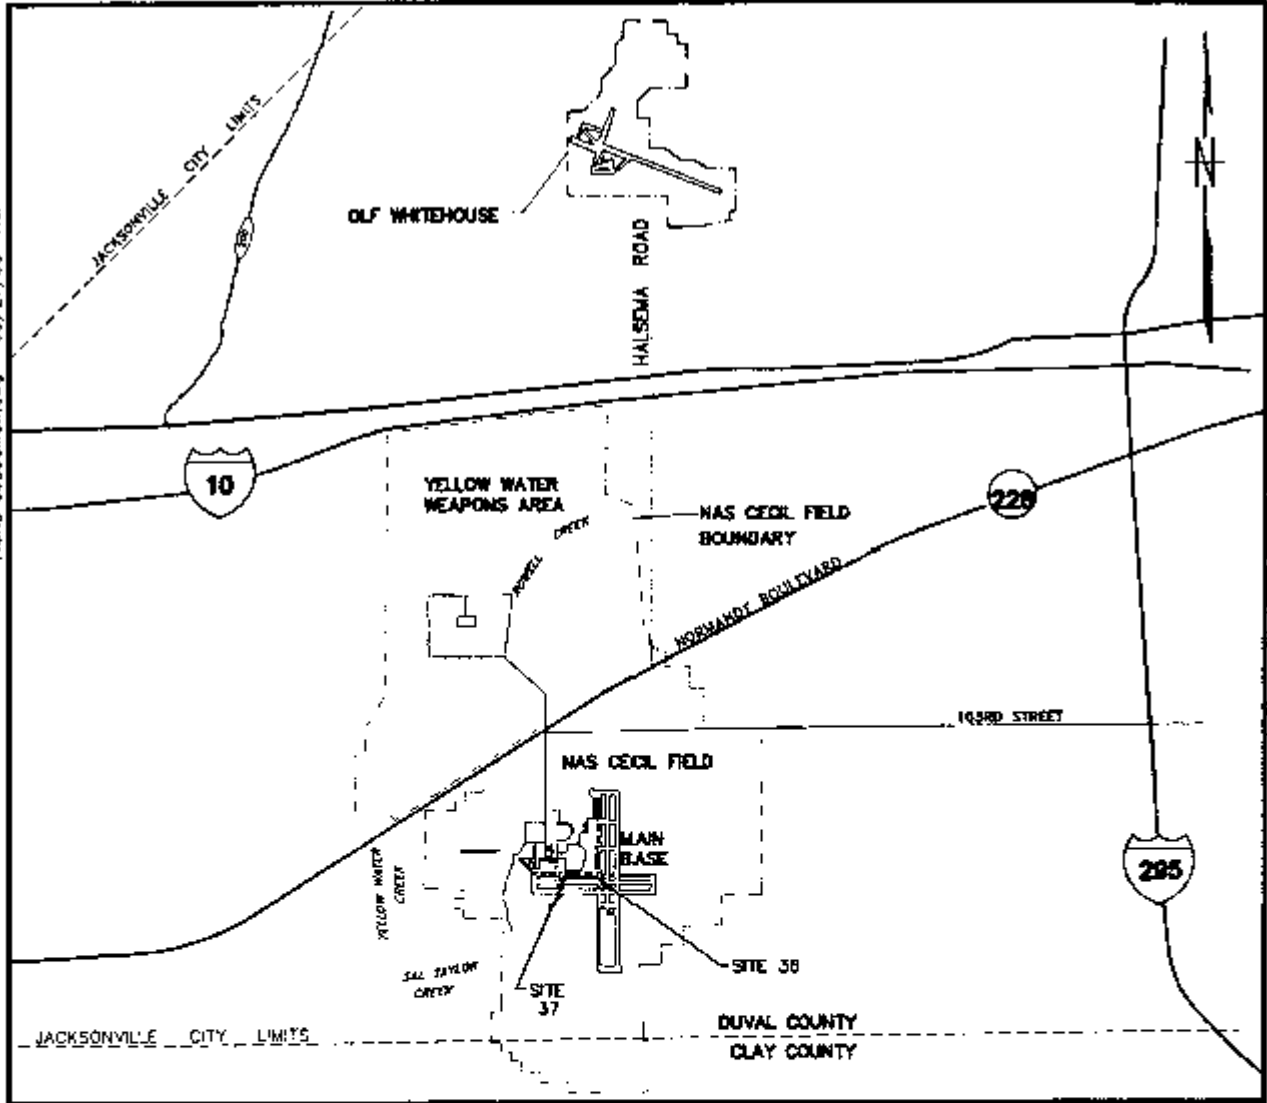 JACKSONVILLE CITY LIMITS
N
OLF WHITEHOUSE
HALSEMA ROAD
10
YELLOW WATER
WEAPONS AREA
228
NAS CECIL FIELD
BOUNDARY
ROWELL CREEK
NORMANDY BOULEVARD
103RD STREET
NAS CECIL FIELD
MAIN
BASE
295
YELLOW WATER
CREEK
SAL TAYLOR
CREEK
SITE
37
SITE 36
JACKSONVILLE CITY LIMITS
DUVAL COUNTY
CLAY COUNTY